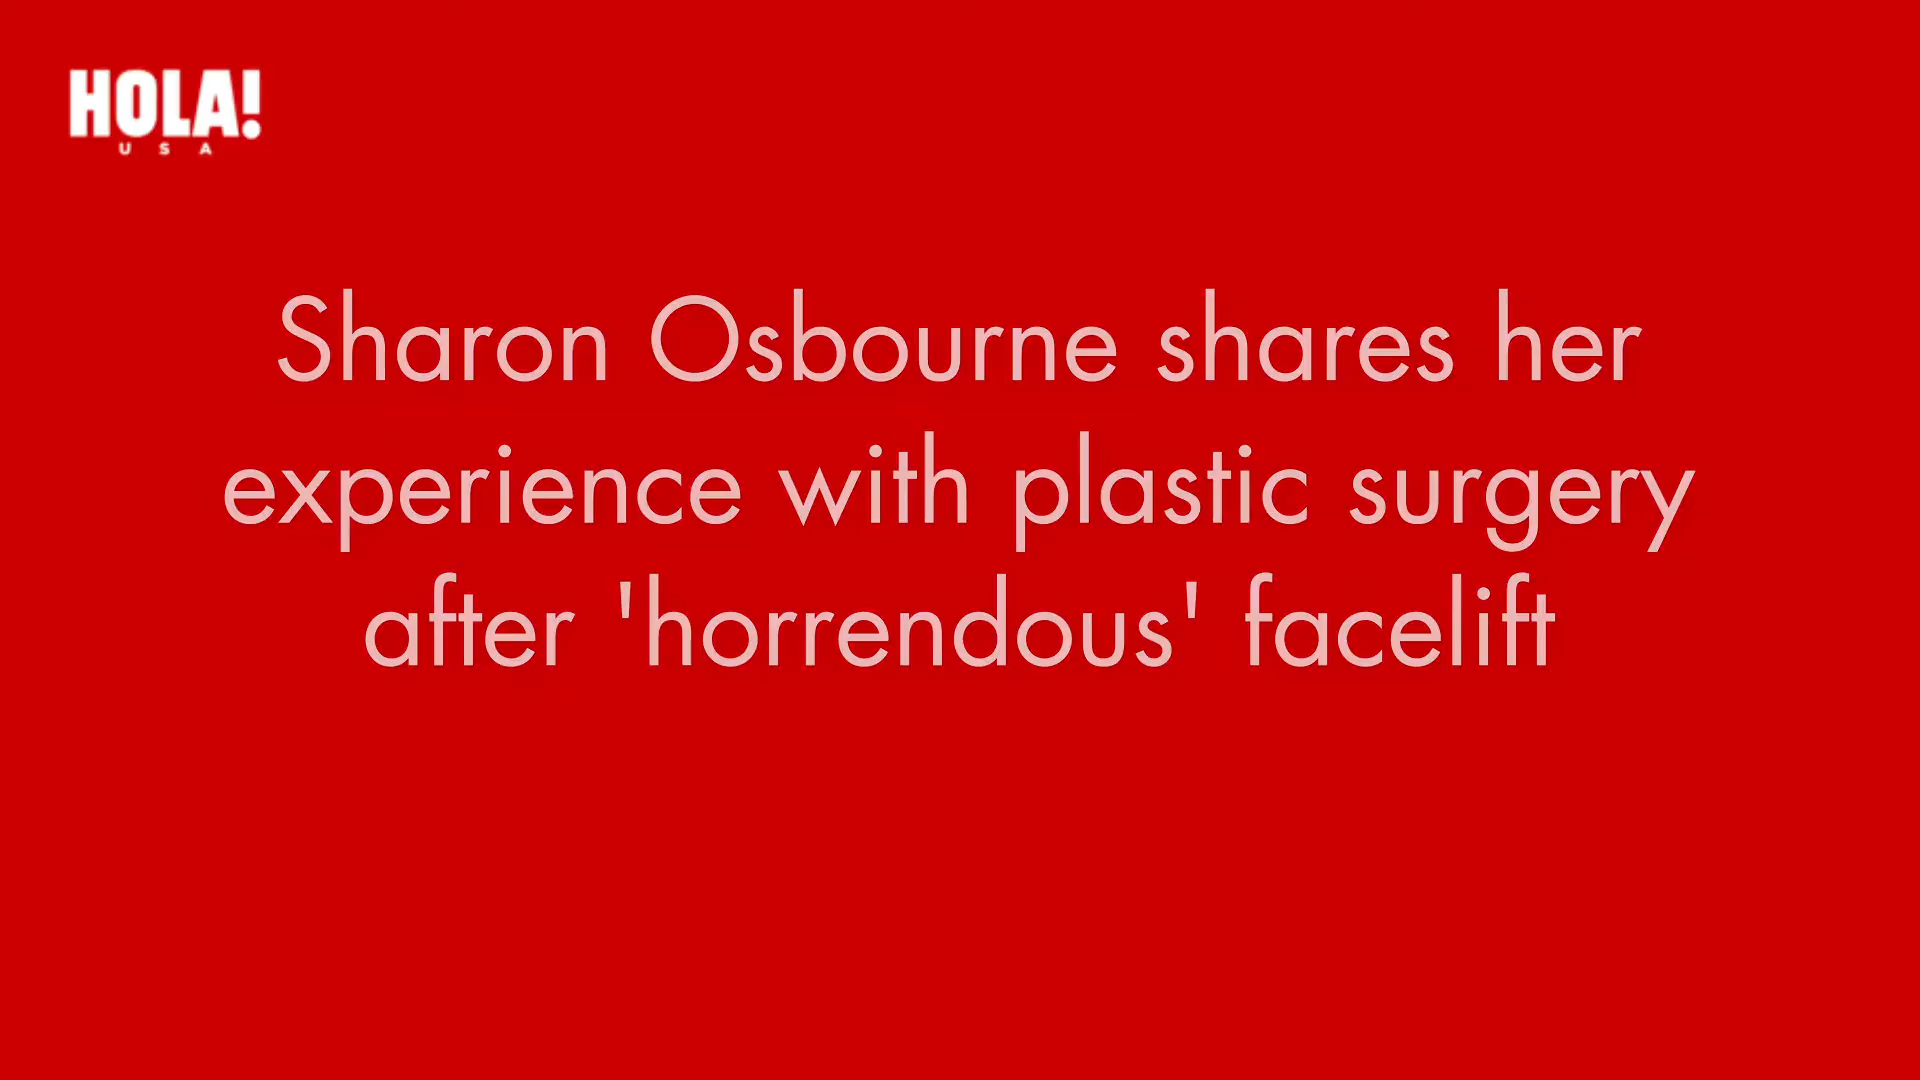 HOLA!
USA
Sharon Osbourne shares her
experience with plastic surgery
after 'horrendous' facelift